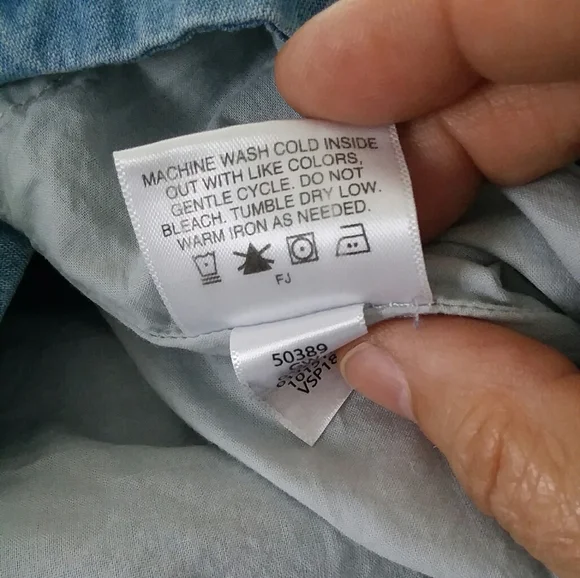 MACHINE WASH COLD INSIDE
OUT WITH LIKE COLORS,
GENTLE CYCLE. DO NOT
BLEACH. TUMBLE DRY LOW.
WARM IRON AS NEEDED.
FJ
50389
VSP18